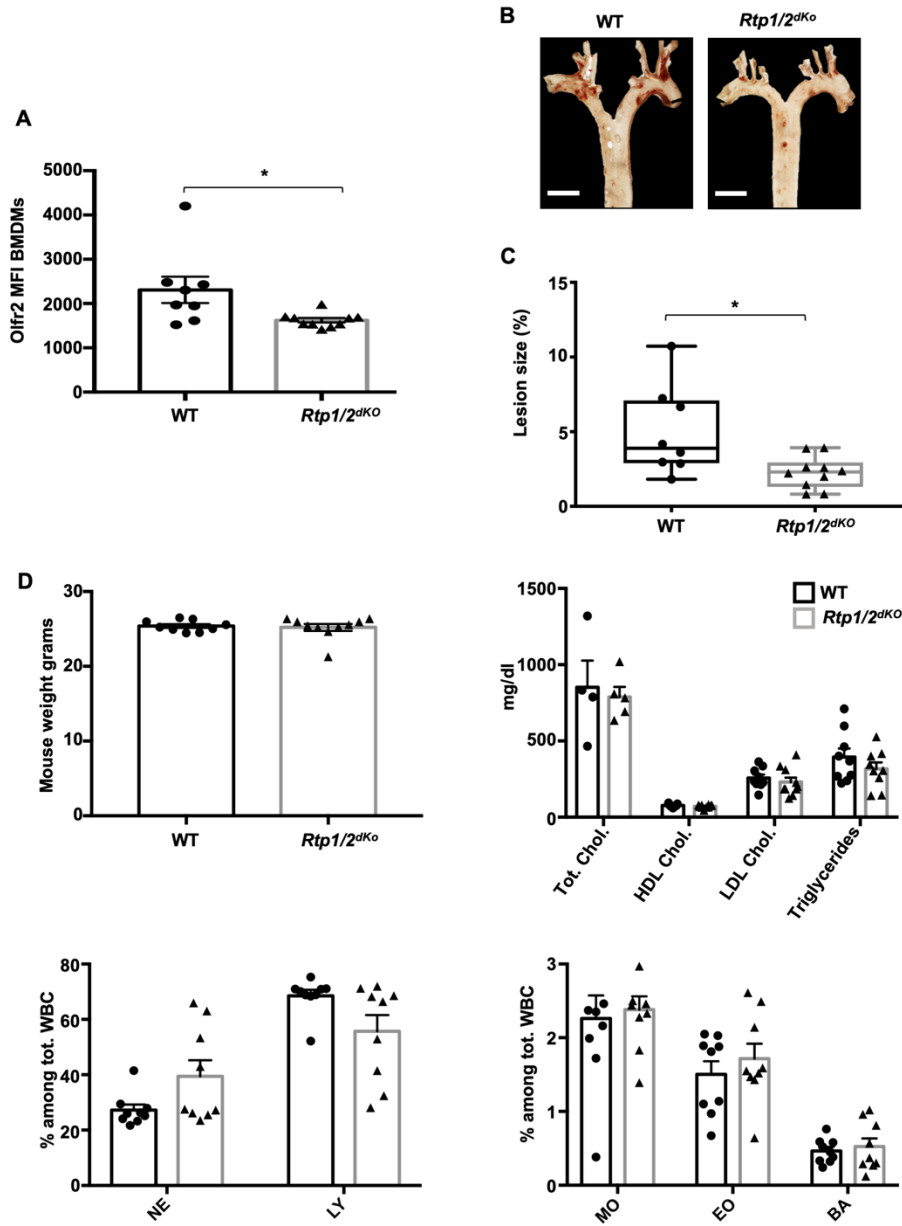 A
Olfr2 MFI BMDMs
5000
4000
3000
2000
1000
0
*
WT
Rtp1/2dKO
B
WT
Rtp1/2dKo
C
Lesion size (%)
15
10
5
0
*
WT
Rtp1/2dKO
D
Mouse weight grams
30
20
10
0
WT
Rtp1/2dKo
mg/dl
1500
1000
500
0
WT
Rtp1/2dKO
Tot. Chol.
HDL Chol.
LDL Chol.
Triglycerides
% among tot. WBC
80
60
40
20
0
NE
LY
% among tot. WBC
3
2
1
0
MO
EO
BA